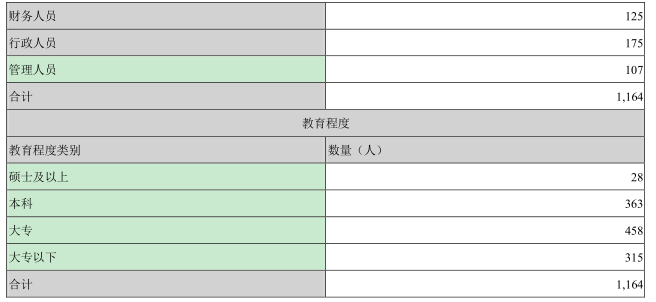 财务人员 125
行政人员 175
管理人员 107
合计 1,164
教育程度
教育程度类别 数量（人）
硕士及以上 28
本科 363
大专 458
大专以下 315
合计 1,164